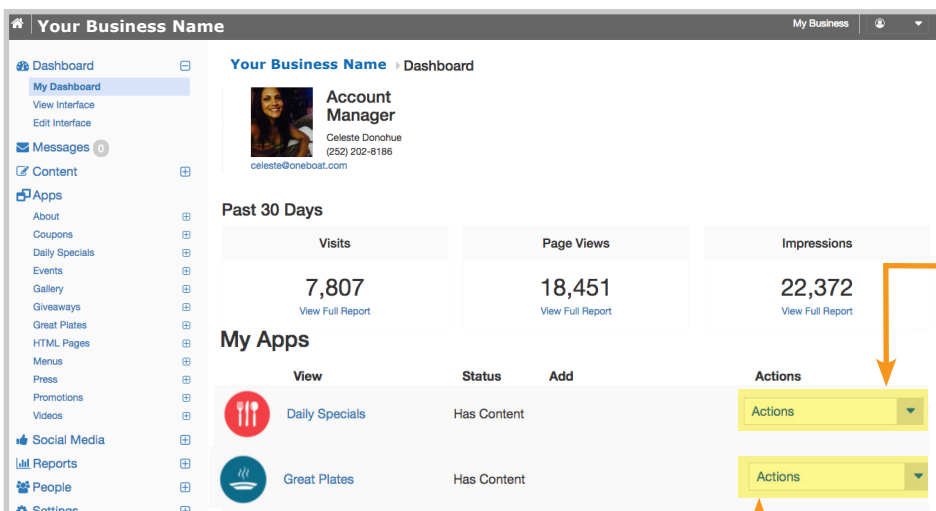 Your Business Name
My Business
Dashboard
My Dashboard
View Interface
Edit Interface
Messages 0
Content
Apps
About
Coupons
Daily Specials
Events
Gallery
Giveaways
Great Plates
HTML Pages
Menus
Press
Promotions
Videos
Social Media
Reports
People
Settings
Your Business Name Dashboard
Account
Manager
Celeste Donohue
(252) 202-8186
celeste@oneboat.com
Past 30 Days
Visits Page Views Impressions
7,807 18,451 22,372
View Full Report View Full Report View Full Report
My Apps
View Status Add Actions
Daily Specials Has Content Actions
Great Plates Has Content Actions